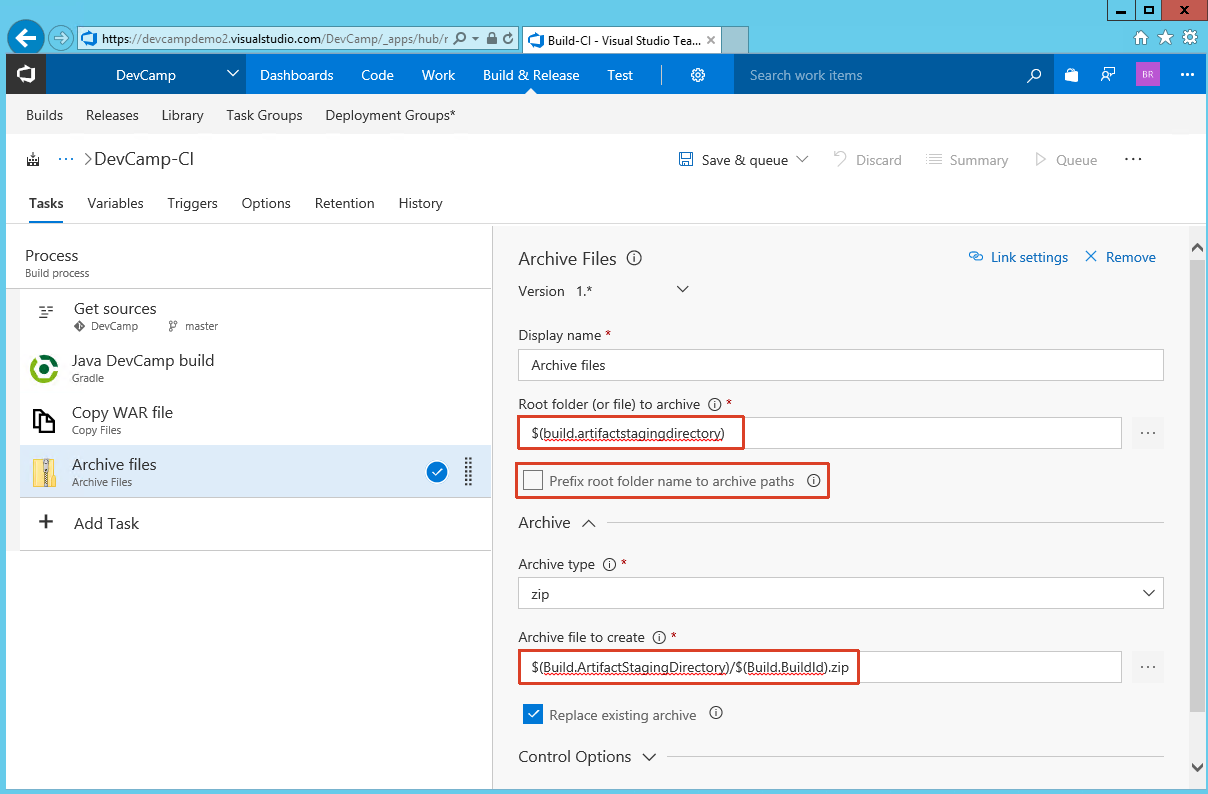 https://devcampdemo2.visualstudio.com/DevCamp/_apps/hub/r
Build-CI - Visual Studio Tea...
DevCamp Dashboards Code Work Build & Release Test Search work items BR
Builds Releases Library Task Groups Deployment Groups*
... >DevCamp-CI Save & queue Discard Summary Queue ...
Tasks Variables Triggers Options Retention History
Process
Build process
Get sources
DevCamp master
Java DevCamp build
Gradle
Copy WAR file
Copy Files
Archive files
Archive Files
+ Add Task
Archive Files Link settings Remove
Version 1.*
Display name *
Archive files
Root folder (or file) to archive *
$(build.artifactstagingdirectory)
Prefix root folder name to archive paths
Archive
Archive type *
zip
Archive file to create *
$(Build.ArtifactStagingDirectory)/$(Build.BuildId).zip
Replace existing archive
Control Options